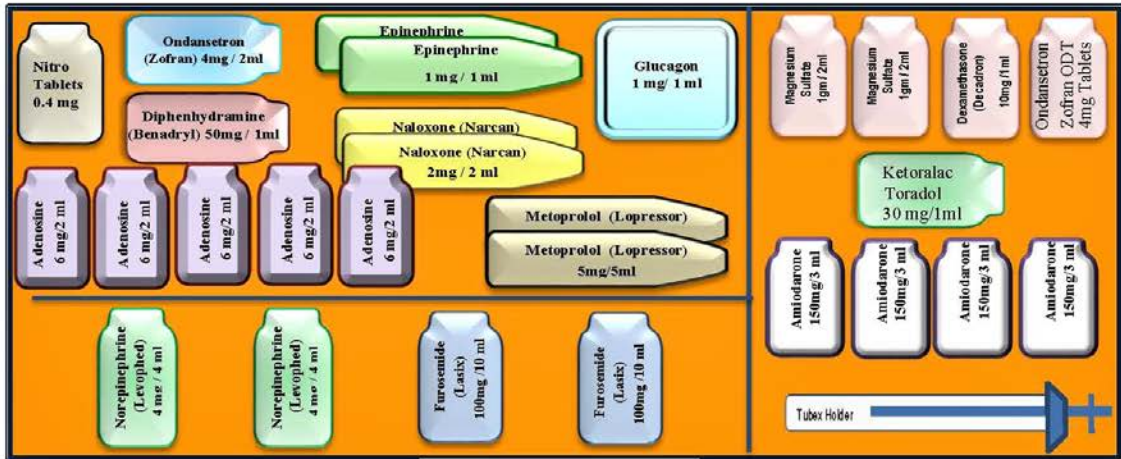 Nitro
Tablets
0.4 mg
Ondansetron
(Zofran) 4mg / 2ml
Diphenhydramine
(Benadryl) 50mg / 1ml
Epinephrine
Epinephrine
1 mg / 1 ml
Naloxone (Narcan)
Naloxone (Narcan)
2mg / 2 ml
Glucagon
1 mg/ 1 ml
Adenosine
6 mg/2 ml
Adenosine
6 mg/2 ml
Adenosine
6 mg/2 ml
Adenosine
6 mg/2 ml
Adenosine
6 mg/2 ml
Metoprolol (Lopressor)
Metoprolol (Lopressor)
5mg/5ml
Norepinephrine
(Levophed)
4 mg / 4 ml
Norepinephrine
(Levophed)
4 mg / 4 ml
Furosemide
(Lasix)
100mg /10 ml
Furosemide
(Lasix)
100mg /10 ml
Magnesium
Sulfate
1gm / 2ml
Magnesium
Sulfate
1gm / 2ml
Dexamethasone
(Decadron)
10mg /1ml
Ondansetron
Zofran ODT
4mg Tablets
Ketoralac
Toradol
30 mg/1ml
Amiodarone
150mg/3 ml
Amiodarone
150mg/3 ml
Amiodarone
150mg/3 ml
Amiodarone
150mg/3 ml
Tubex Holder